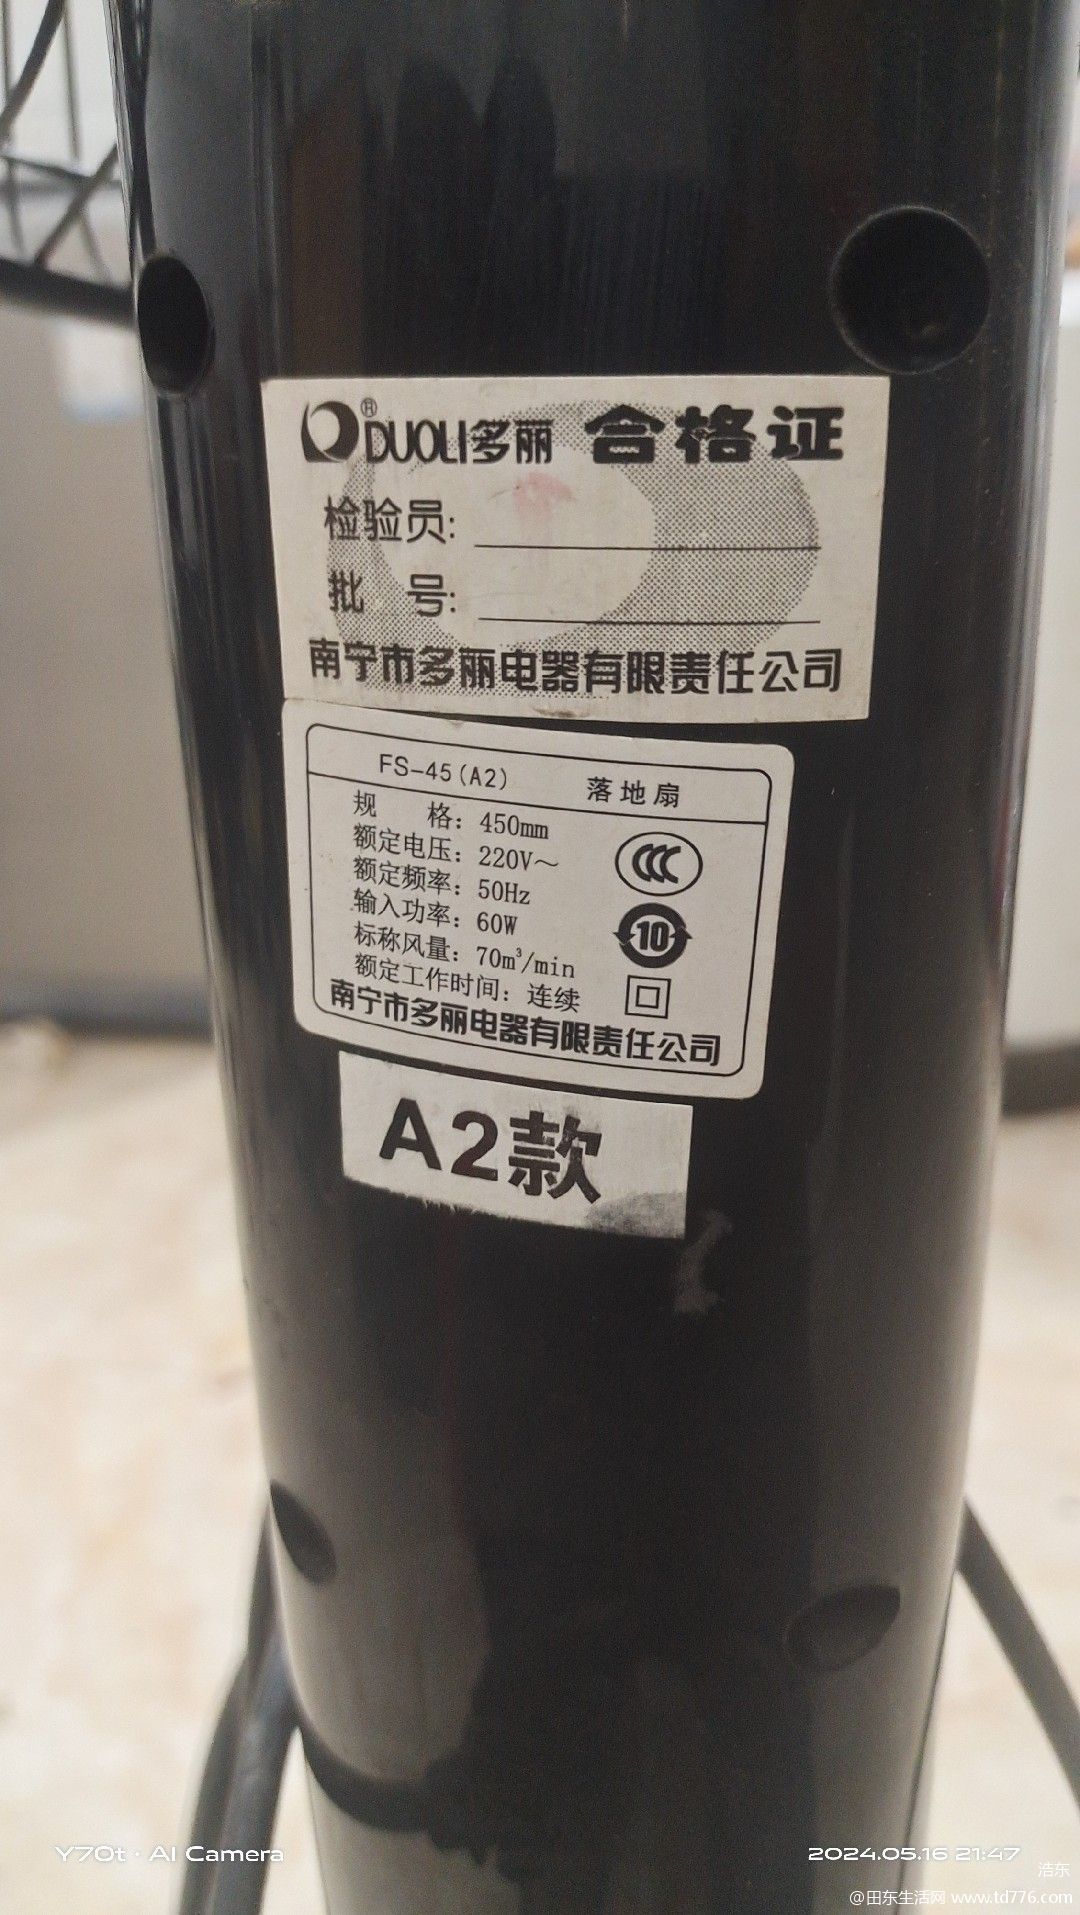 ®DUOLI多丽 合格证
检验员:
批 号:
南宁市多丽电器有限责任公司
FS-45(A2) 落地扇
规 格: 450mm
额定电压: 220V～
额定频率: 50Hz
输入功率: 60W
标称风量: 70m³/min
额定工作时间: 连续
CCC
10
南宁市多丽电器有限责任公司
A2款
Y70t · AI Camera
2024.05.16 21:47
浩东
@田东生活网 www.td776.com